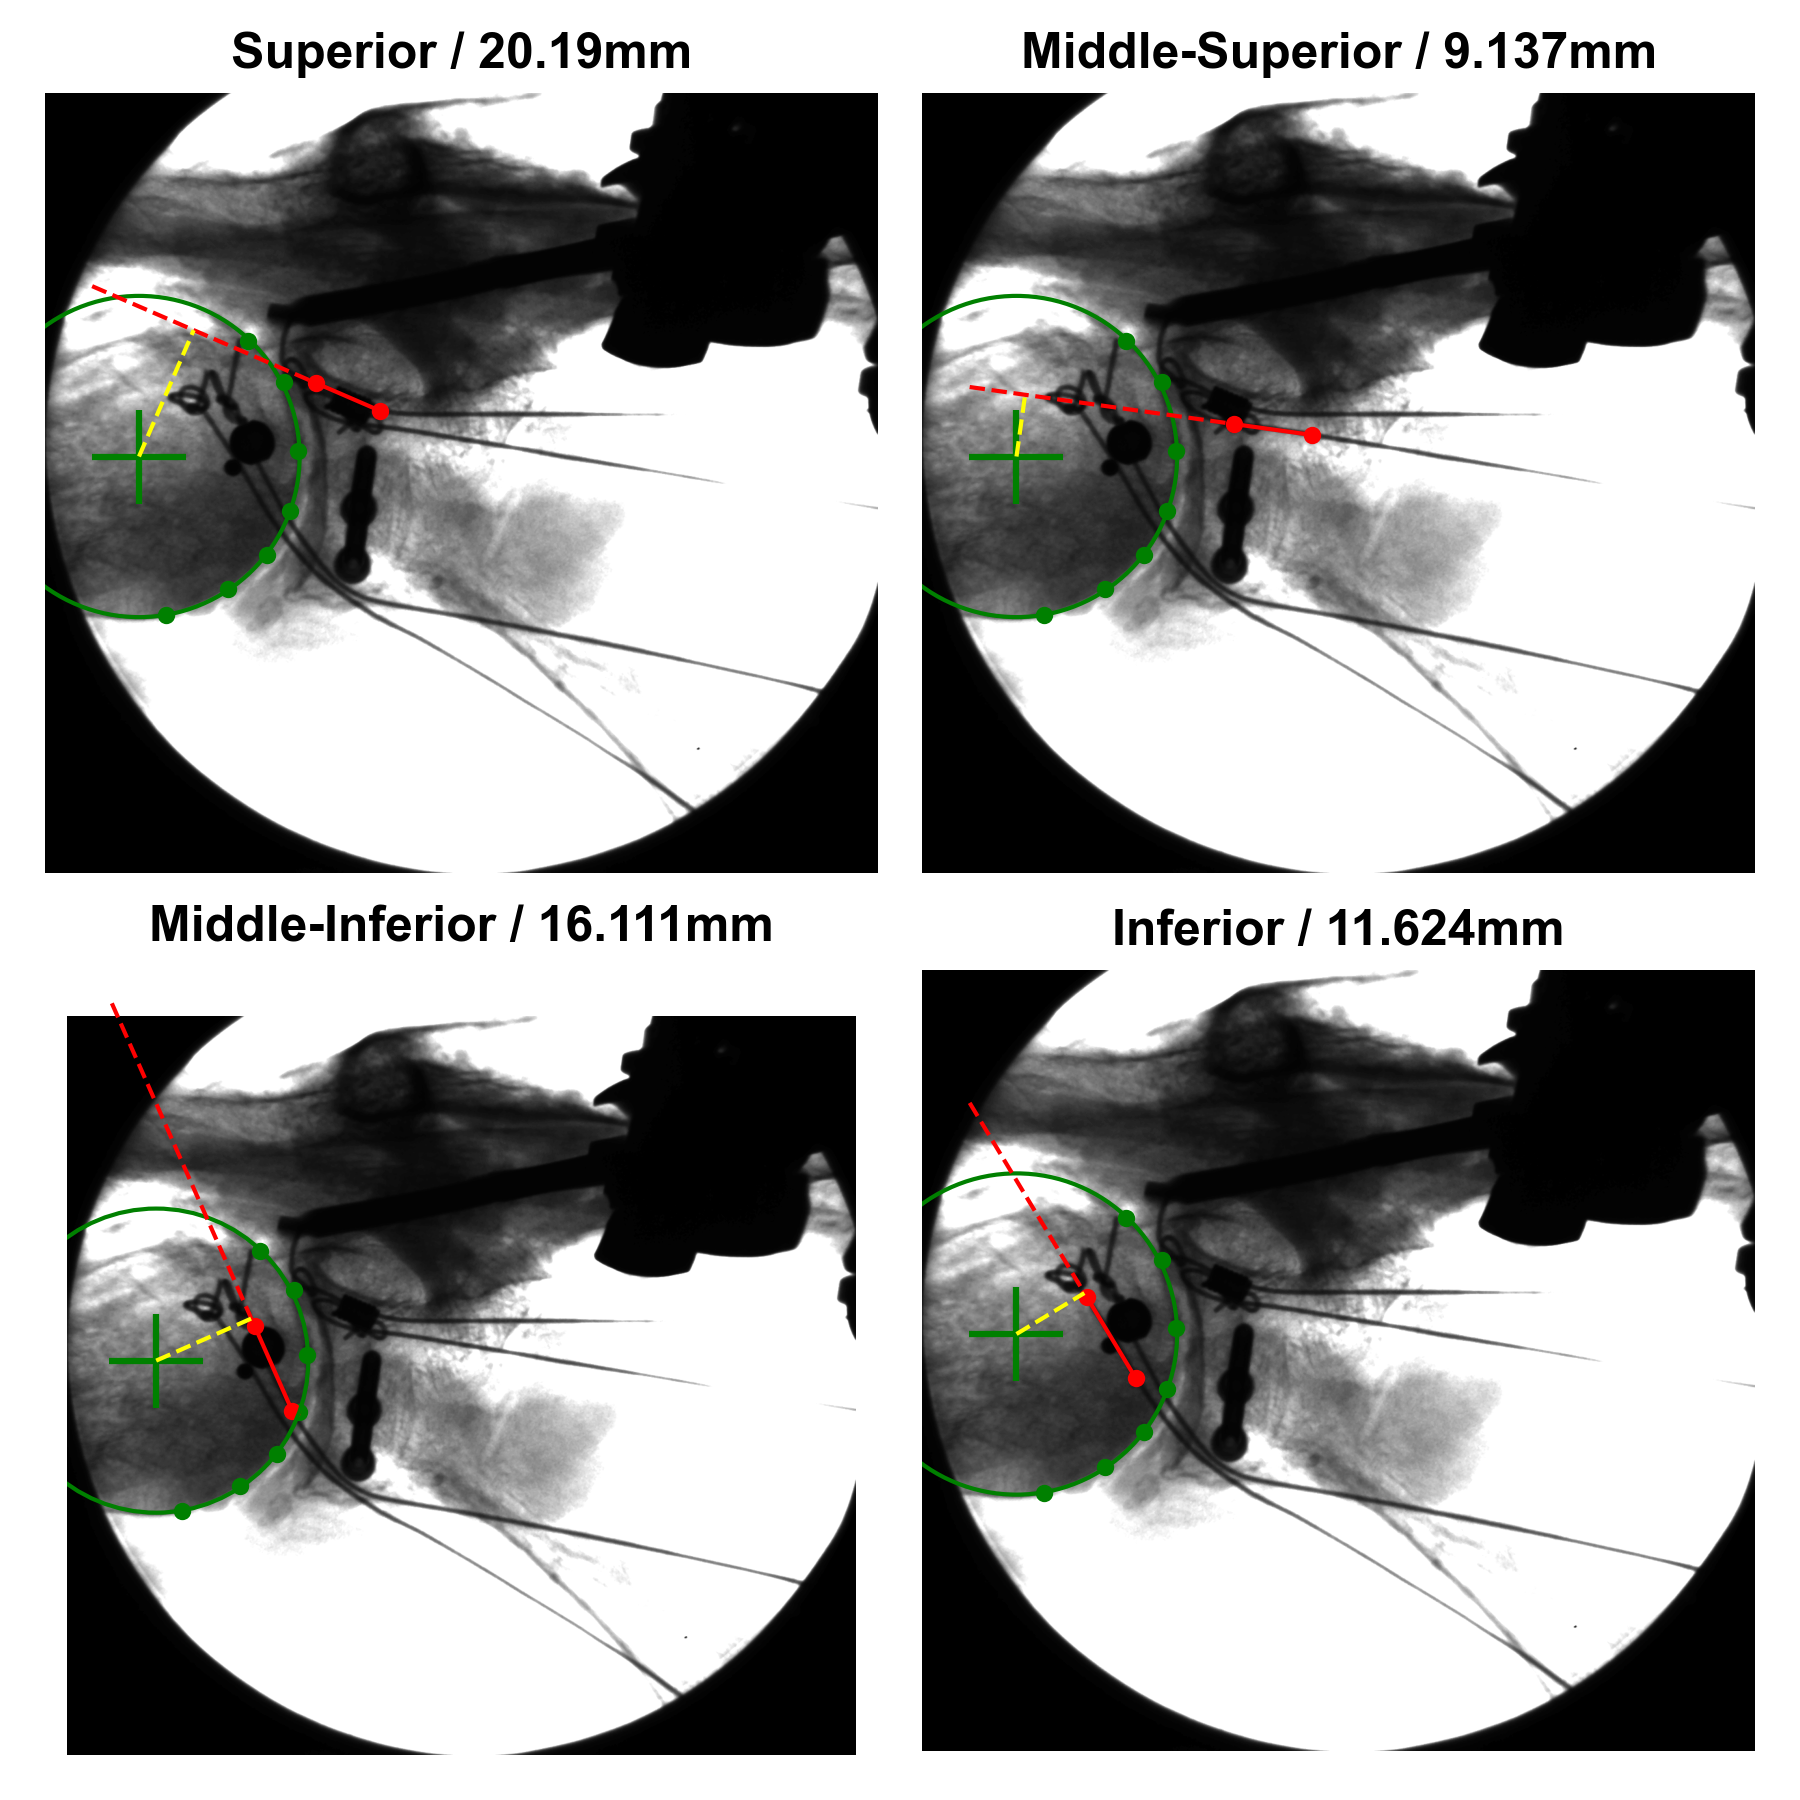 Superior / 20.19mm
Middle-Superior / 9.137mm
Middle-Inferior / 16.111mm
Inferior / 11.624mm